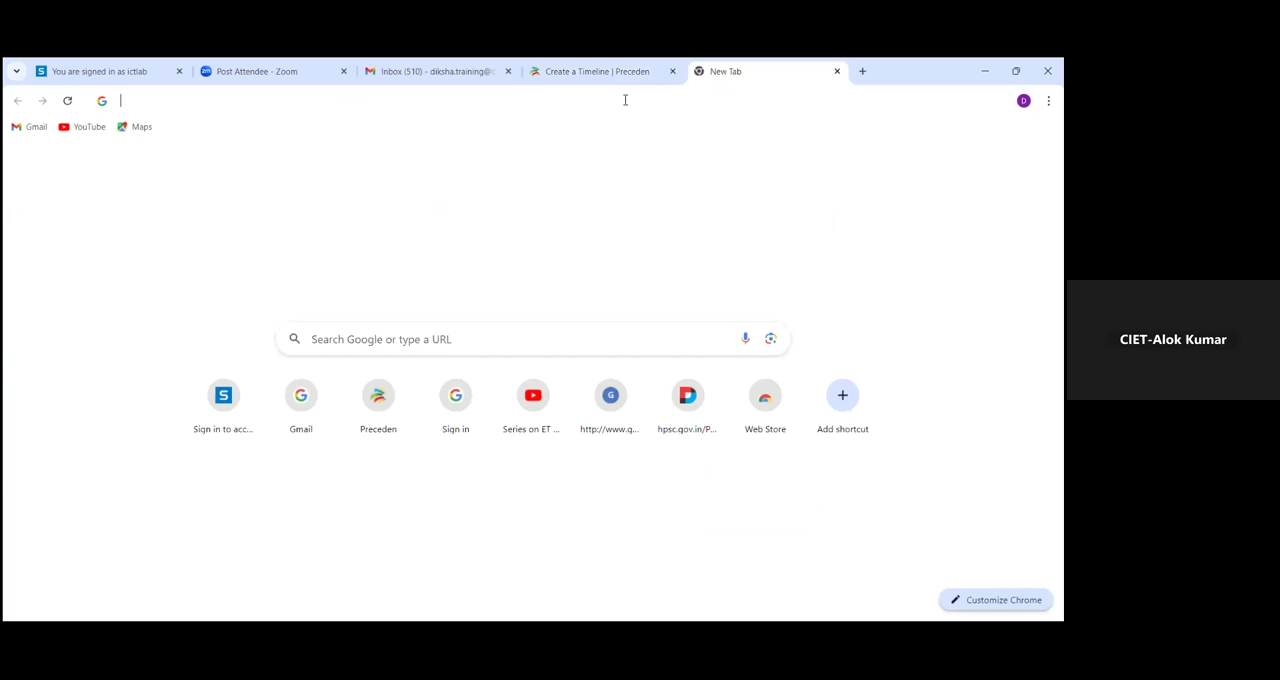 You are signed in as ictlab
Post Attendee - Zoom
Inbox (510) - diksha.training@c
Create a Timeline | Preceden
New Tab
D
Gmail
YouTube
Maps
CIET-Alok Kumar
Search Google or type a URL
Sign in to acc...
Gmail
Preceden
Sign in
Series on ET ...
http://www.q...
hpsc.gov.in/P...
Web Store
Add shortcut
Customize Chrome